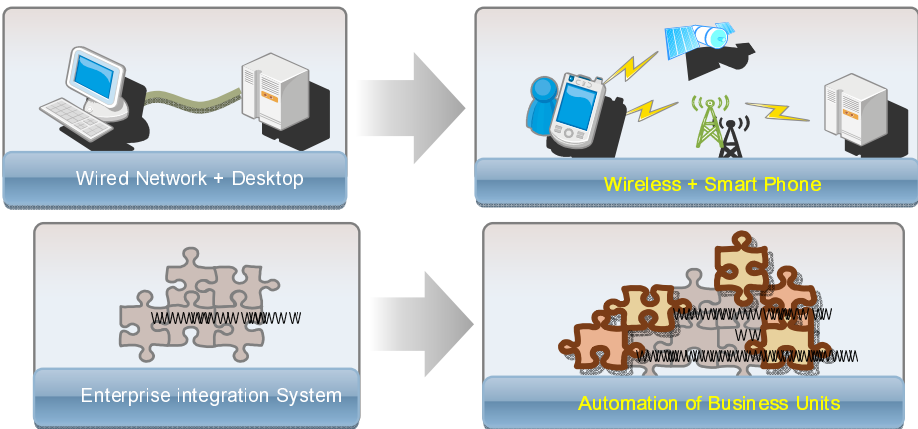 Wired Network + Desktop
Wireless + Smart Phone
Enterprise integration System
Automation of Business Units